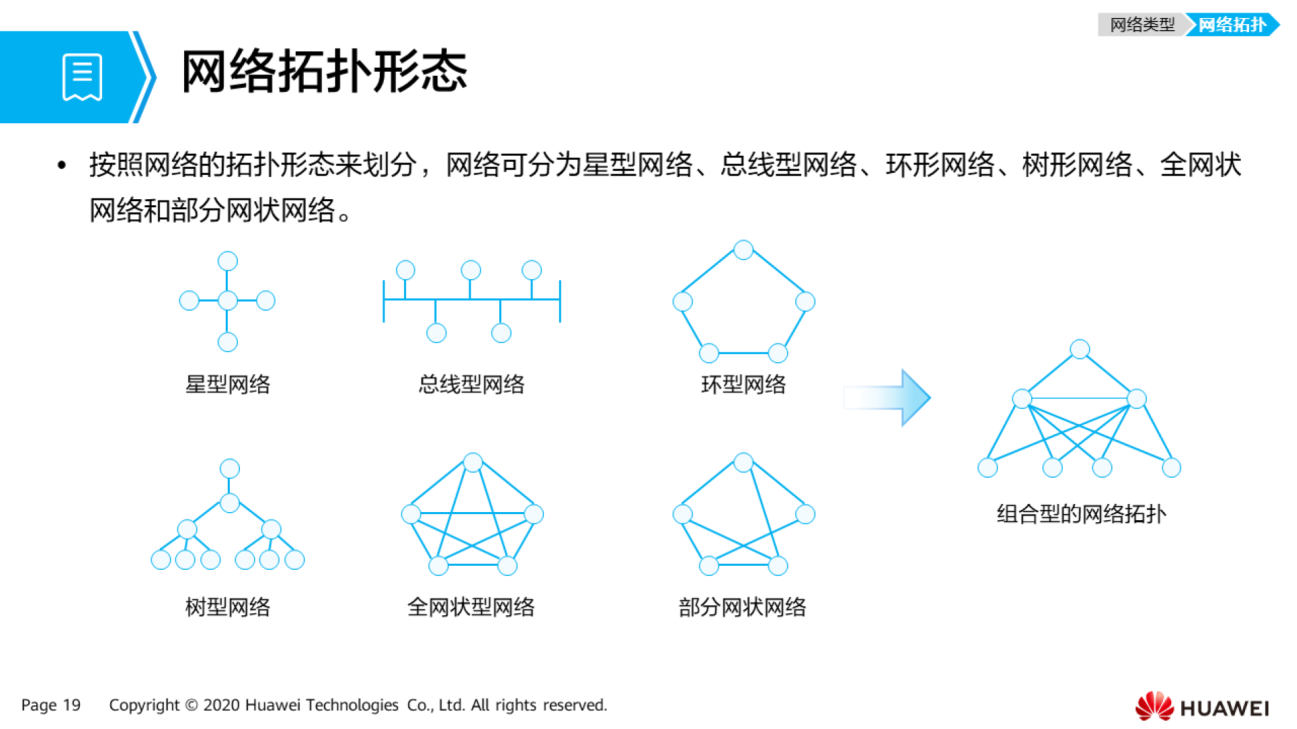 网络类型 网络拓扑
网络拓扑形态
• 按照网络的拓扑形态来划分，网络可分为星型网络、总线型网络、环形网络、树形网络、全网状
网络和部分网状网络。
星型网络 总线型网络 环型网络
组合型的网络拓扑
树型网络 全网状型网络 部分网状网络
Page 19 Copyright © 2020 Huawei Technologies Co., Ltd. All rights reserved.
HUAWEI